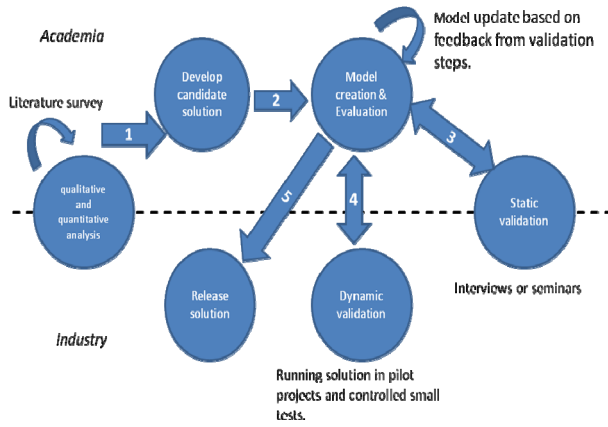 Academia
Model update based on
feedback from validation
steps.
Develop
candidate
solution
2
Model
creation &
Evaluation
Literature survey
1
3
qualitative and
quantitative
analysis
5
4
Static
validation
Release
solution
Dynamic
validation
Interviews or seminars
Industry
Running solution in pilot
projects and controlled small
tests.